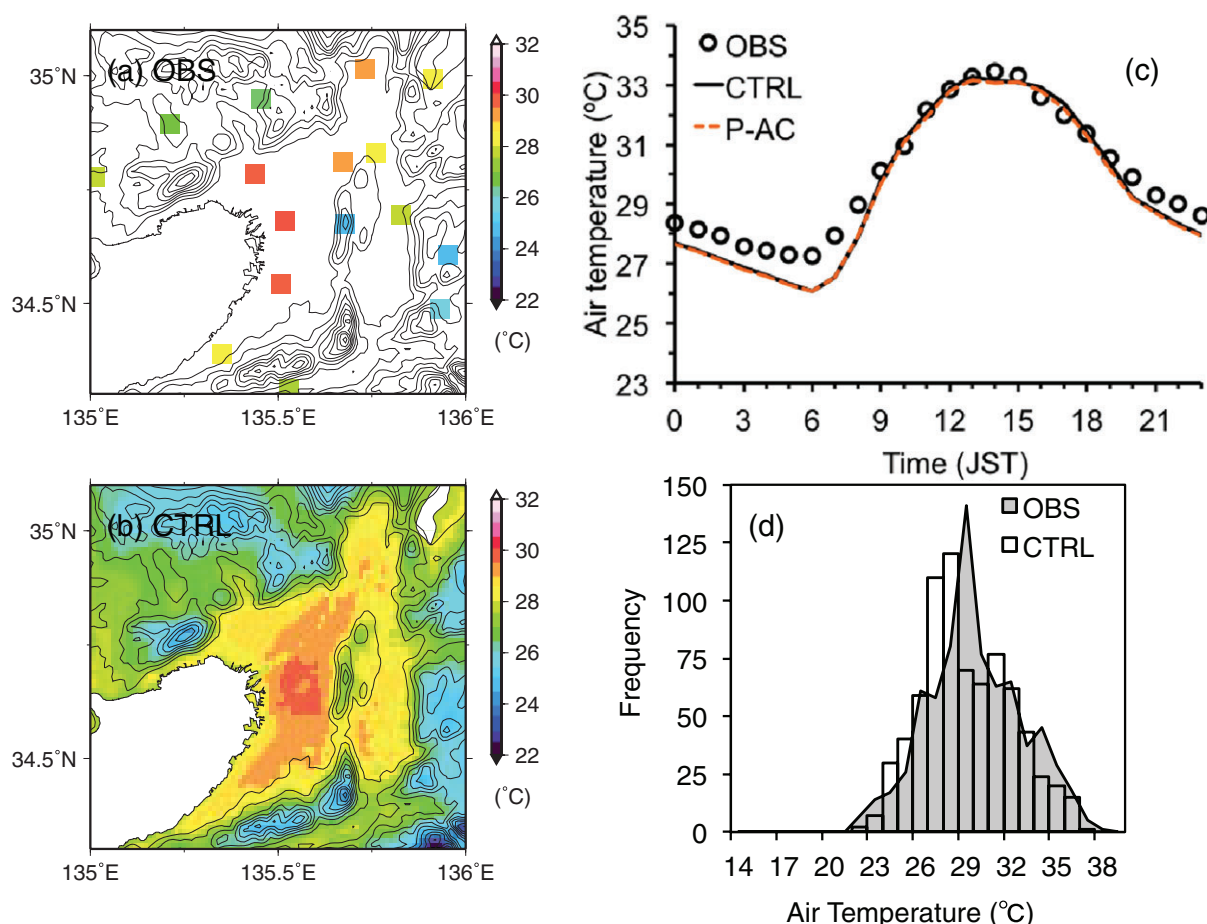 (a) OBS
35°N
34.5°N
135°E
135.5°E
136°E
32
30
28
26
24
22
(°C)
(c)
OBS
CTRL
P-AC
Air temperature (ºC)
35
33
31
29
27
25
23
0
3
6
9
12
15
18
21
Time (JST)
(b) CTRL
35°N
34.5°N
135°E
135.5°E
136°E
32
30
28
26
24
22
(°C)
(d)
OBS
CTRL
Frequency
150
125
100
75
50
25
0
14
17
20
23
26
29
32
35
38
Air Temperature (°C)